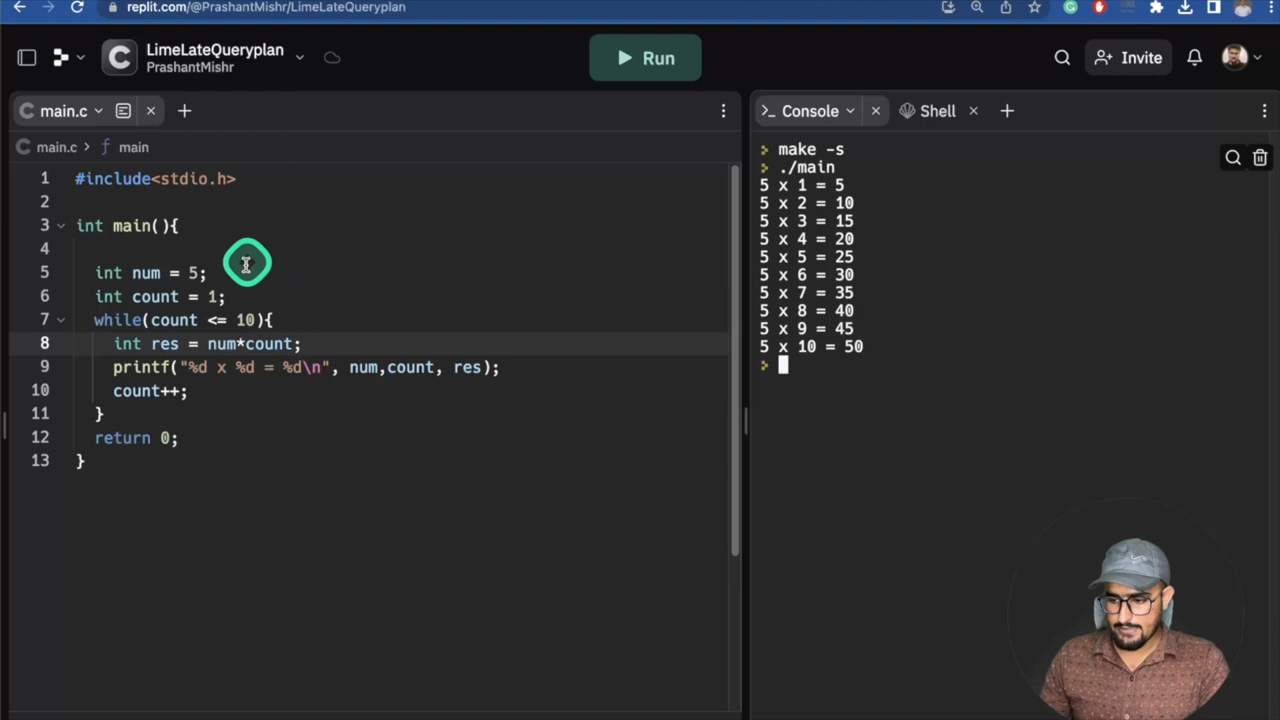 replit.com/@PrashantMishr/LimeLateQueryplan
LimeLateQueryplan
PrashantMishr
Run
Invite
main.c
Console
Shell
main.c > f main
1 #include<stdio.h>
2
3 int main(){
4
5 int num = 5;
6 int count = 1;
7 while(count <= 10){
8 int res = num*count;
9 printf("%d x %d = %d\n", num,count, res);
10 count++;
11 }
12 return 0;
13 }
> make -s
> ./main
5 x 1 = 5
5 x 2 = 10
5 x 3 = 15
5 x 4 = 20
5 x 5 = 25
5 x 6 = 30
5 x 7 = 35
5 x 8 = 40
5 x 9 = 45
5 x 10 = 50
>